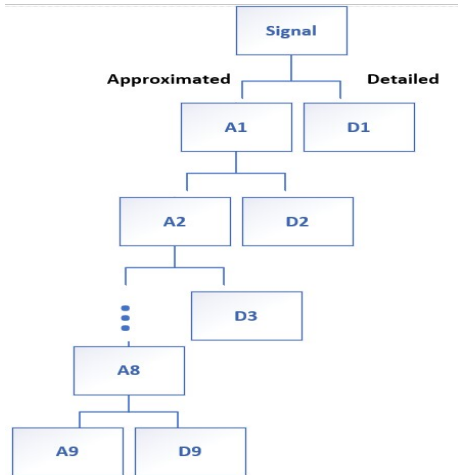 Signal
Approximated Detailed
A1 D1
A2 D2
D3
A8
A9 D9